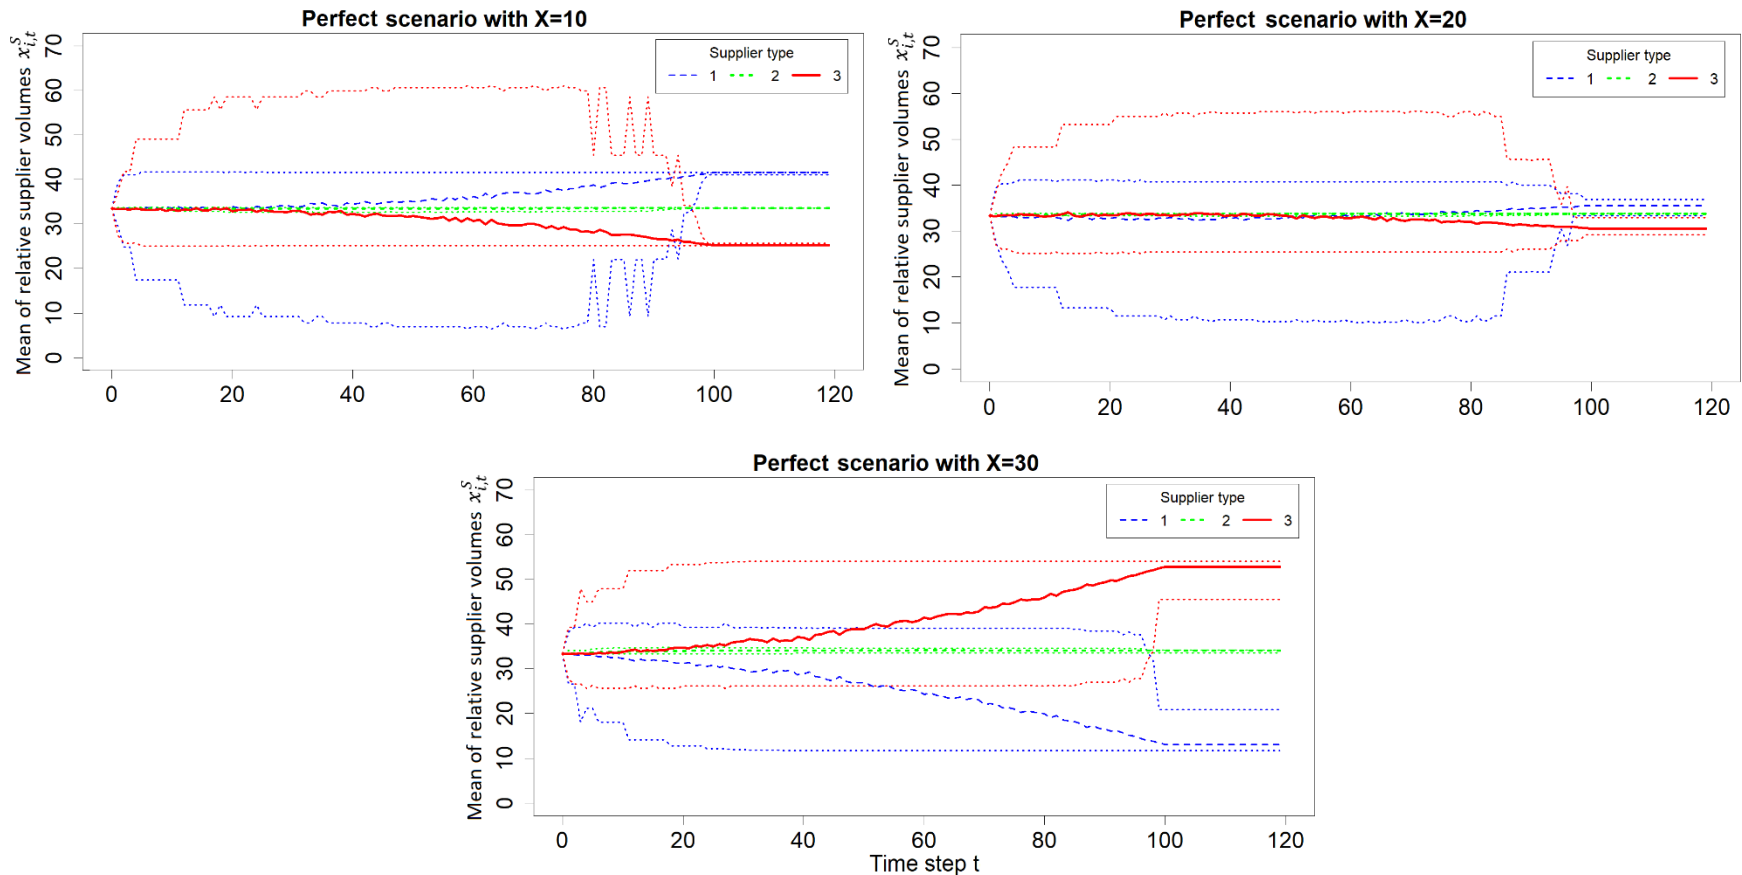 Perfect scenario with X=10
Mean of relative supplier volumes x^S_{i,t}
70
60
50
40
30
20
10
0
Supplier type
1 2 3
0 20 40 60 80 100 120
Perfect scenario with X=20
Mean of relative supplier volumes x^S_{i,t}
70
60
50
40
30
20
10
0
Supplier type
1 2 3
0 20 40 60 80 100 120
Perfect scenario with X=30
Mean of relative supplier volumes x^S_{i,t}
70
60
50
40
30
20
10
0
Supplier type
1 2 3
0 20 40 60 80 100 120
Time step t